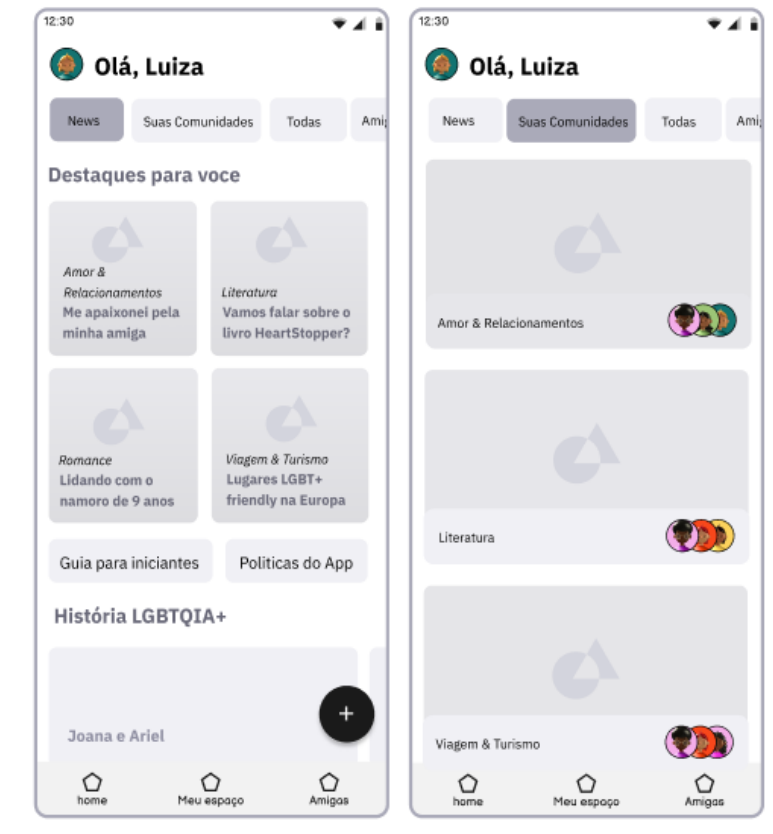 12:30
Olá, Luiza
News
Suas Comunidades
Todas
Destaques para voce
Amor &
Relacionamentos
Me apaixonei pela
minha amiga
Literatura
Vamos falar sobre o
livro HeartStopper?
Romance
Lidando com o
namoro de 9 anos
Viagem & Turismo
Lugares LGBT+
friendly na Europa
Guia para iniciantes
Politicas do App
História LGBTQIA+
Joana e Ariel
+
home
Meu espaço
Amigas
12:30
Olá, Luiza
News
Suas Comunidades
Todas
Amor & Relacionamentos
Literatura
Viagem & Turismo
home
Meu espaço
Amigas